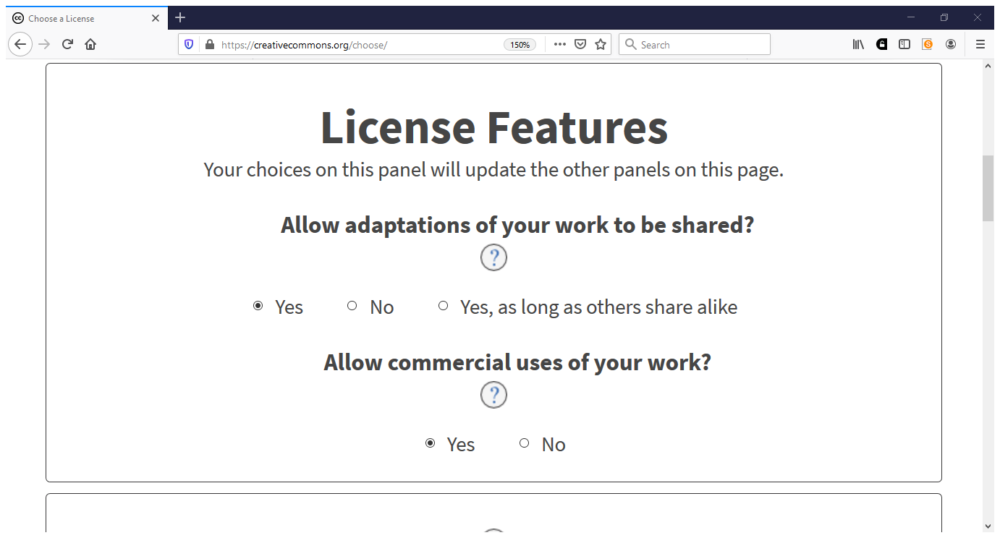 Choose a License
https://creativecommons.org/choose/
150%
Search
License Features
Your choices on this panel will update the other panels on this page.
Allow adaptations of your work to be shared?
?
Yes No Yes, as long as others share alike
Allow commercial uses of your work?
?
Yes No